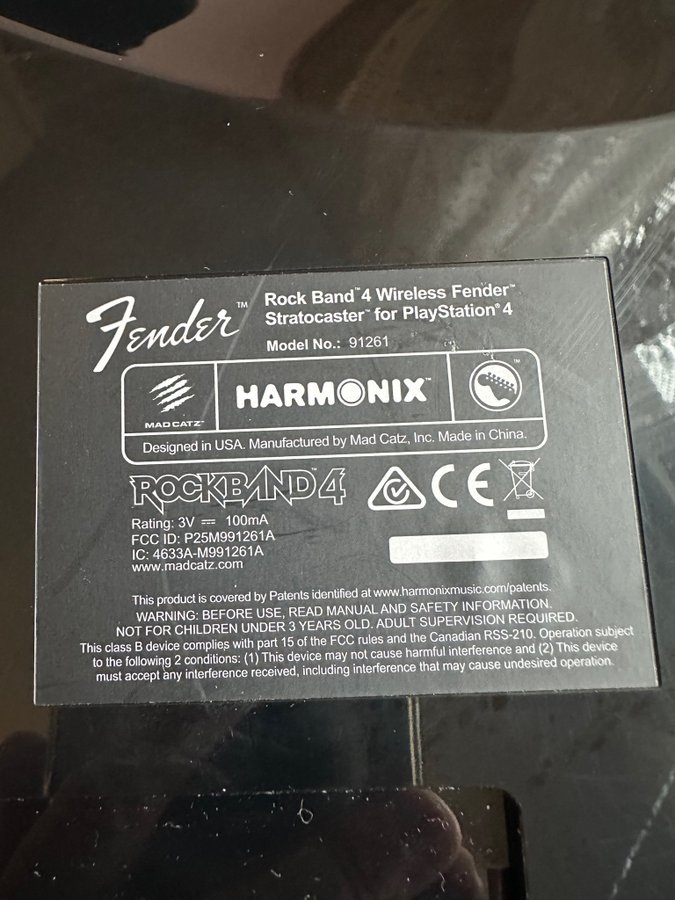 Fender™
Rock Band™ 4 Wireless Fender™
Stratocaster™ for PlayStation® 4
Model No.: 91261
MAD CATZ™
HARMONIX™
™
Designed in USA. Manufactured by Mad Catz, Inc. Made in China.
ROCKBAND™ 4
CE
Rating: 3V ⎓ 100mA
FCC ID: P25M991261A
IC: 4633A-M991261A
www.madcatz.com
This product is covered by Patents identified at www.harmonixmusic.com/patents.
WARNING: BEFORE USE, READ MANUAL AND SAFETY INFORMATION.
NOT FOR CHILDREN UNDER 3 YEARS OLD. ADULT SUPERVISION REQUIRED.
This class B device complies with part 15 of the FCC rules and the Canadian RSS-210. Operation subject
to the following 2 conditions: (1) This device may not cause harmful interference and (2) This device
must accept any interference received, including interference that may cause undesired operation.